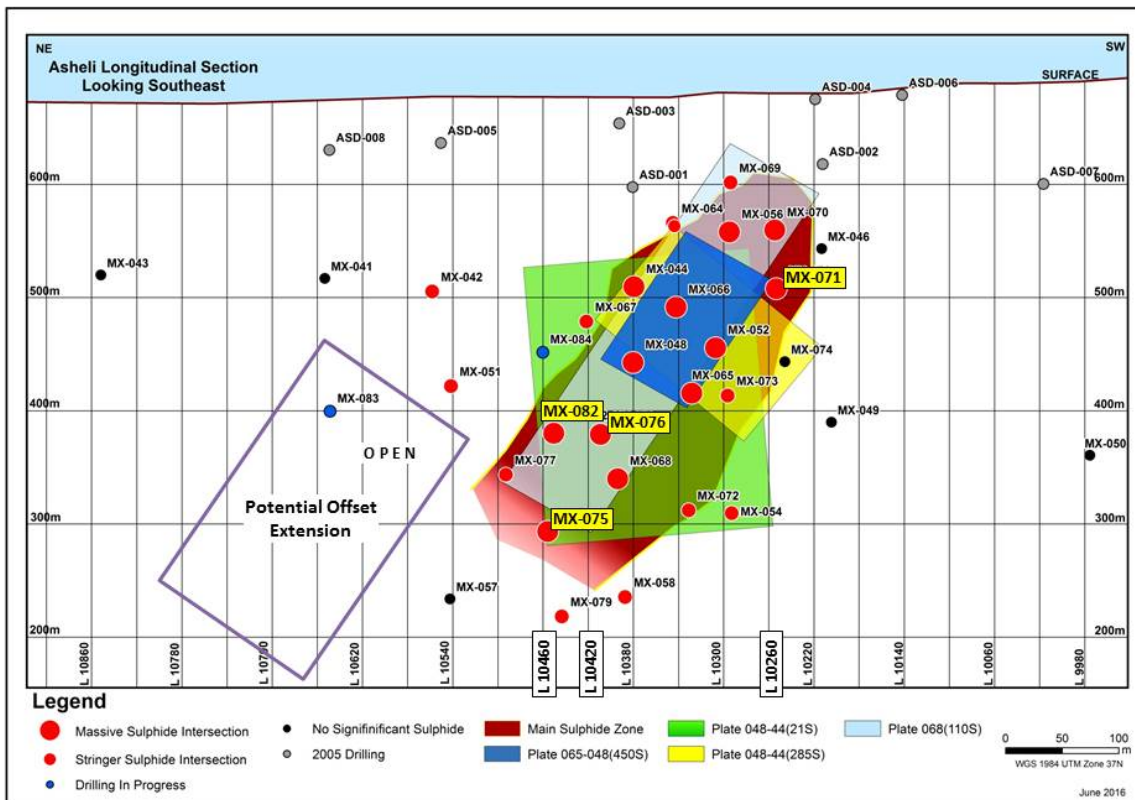 NE
SW
Asheli Longitudinal Section
Looking Southeast
SURFACE
ASD-004
ASD-006
ASD-003
ASD-005
ASD-008
ASD-002
ASD-001
ASD-007
MX-069
600m
600m
MX-064
MX-056
MX-070
MX-046
MX-043
MX-041
MX-042
MX-044
MX-071
500m
500m
MX-066
MX-067
MX-052
MX-084
MX-048
MX-074
MX-051
MX-065
MX-073
MX-083
400m
400m
MX-082
MX-076
MX-049
OPEN
MX-050
MX-077
MX-068
Potential Offset
Extension
MX-072
MX-054
300m
300m
MX-075
MX-057
MX-058
MX-079
200m
200m
L 10860
L 10780
L 10700
L 10620
L 10540
L 10460
L 10420
L 10380
L 10300
L 10260
L 10220
L 10140
L 10060
L 9980
Legend
Massive Sulphide Intersection
No Signifinificant Sulphide
Main Sulphide Zone
Plate 048-44(21S)
Plate 068(110S)
Stringer Sulphide Intersection
2005 Drilling
Plate 065-048(450S)
Plate 048-44(285S)
Drilling In Progress
0 50 100
m
WGS 1984 UTM Zone 37N
June 2016